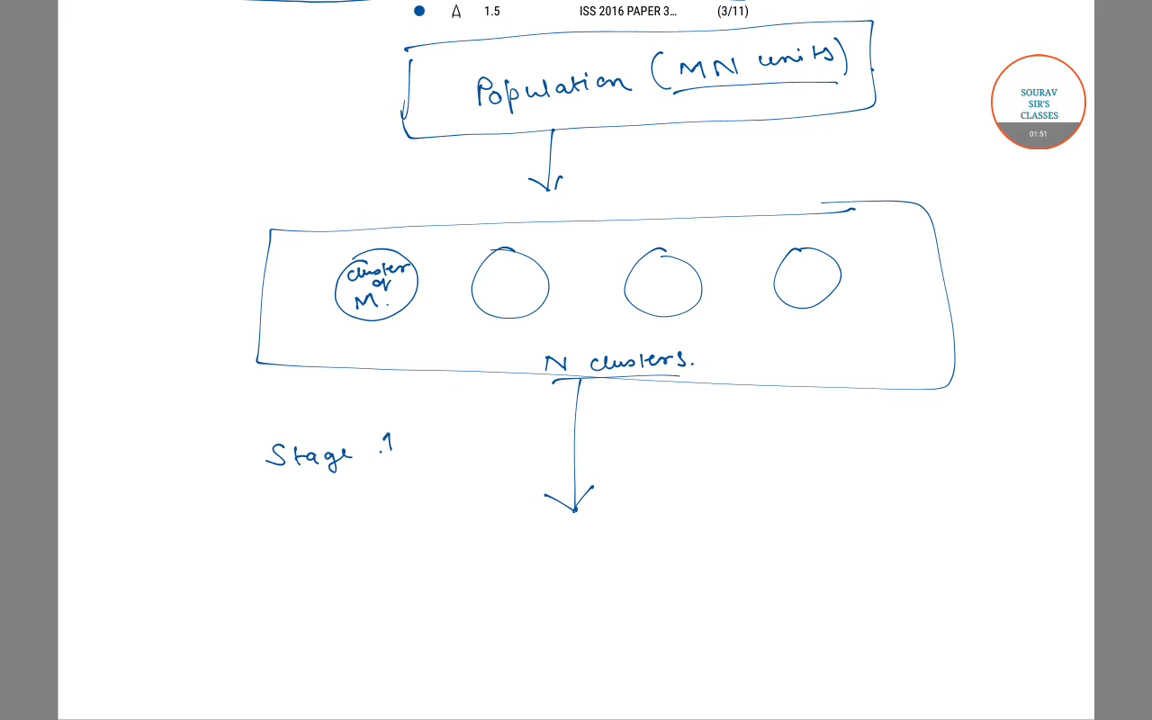 1.5 ISS 2016 PAPER 3... (3/11)
Population (MN units)
SOURAV
SIR'S
CLASSES
01:51
cluster
of
M.
N clusters.
Stage 1